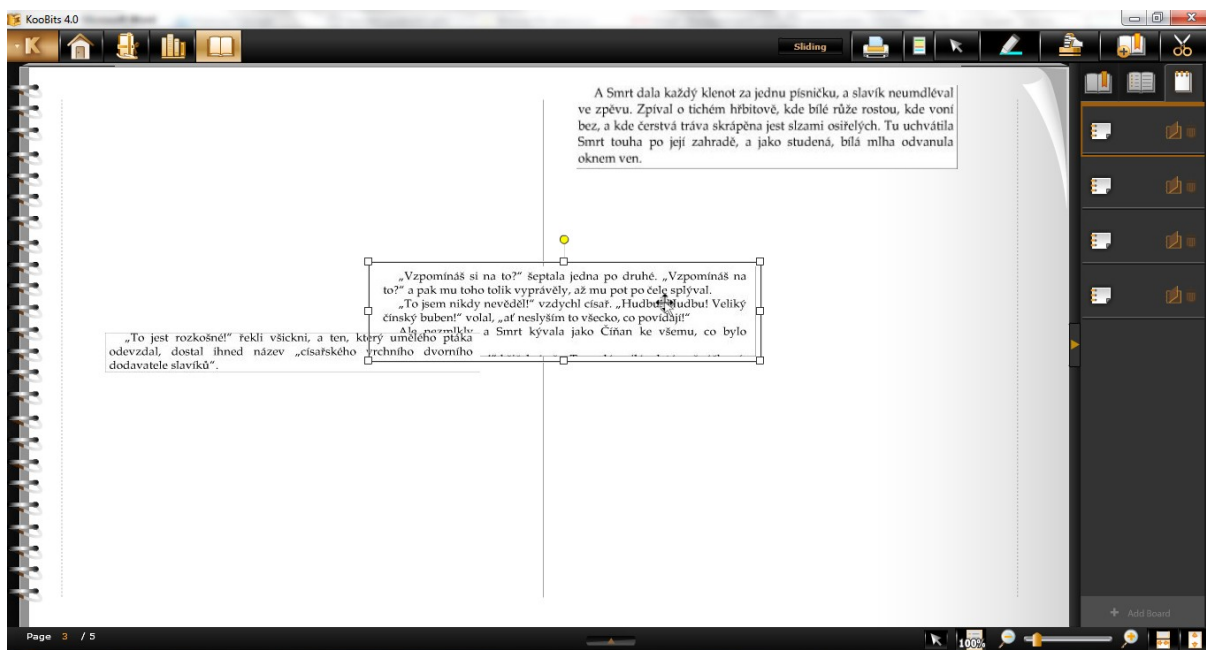 KooBits 4.0
K
Sliding
A Smrt dala každý klenot za jednu písničku, a slavík neumdléval
ve zpěvu. Zpíval o tichém hřbitově, kde bílé růže rostou, kde voní
bez, a kde čerstvá tráva skrápěna jest slzami osiřelých. Tu uchvátila
Smrt touha po její zahradě, a jako studená, bílá mlha odvanula
oknem ven.
„Vzpomínáš si na to?“ šeptala jedna po druhé. „Vzpomínáš na
to?“ a pak mu toho tolik vyprávěly, až mu pot po čele splýval.
„To jsem nikdy nevěděl!“ vzdychl císař. „Hudbu! Hudbu! Veliký
čínský buben!“ volal, „ať neslyším to všecko, co povídají!“
a Smrt kývala jako Číňan ke všemu, co bylo
„To jest rozkošné!“ řekli všickni, a ten, který umělého ptáka
odevzdal, dostal ihned název „císařského vrchního dvorního
dodavatele slavíků“.
+ Add Board
Page 3 / 5
100%